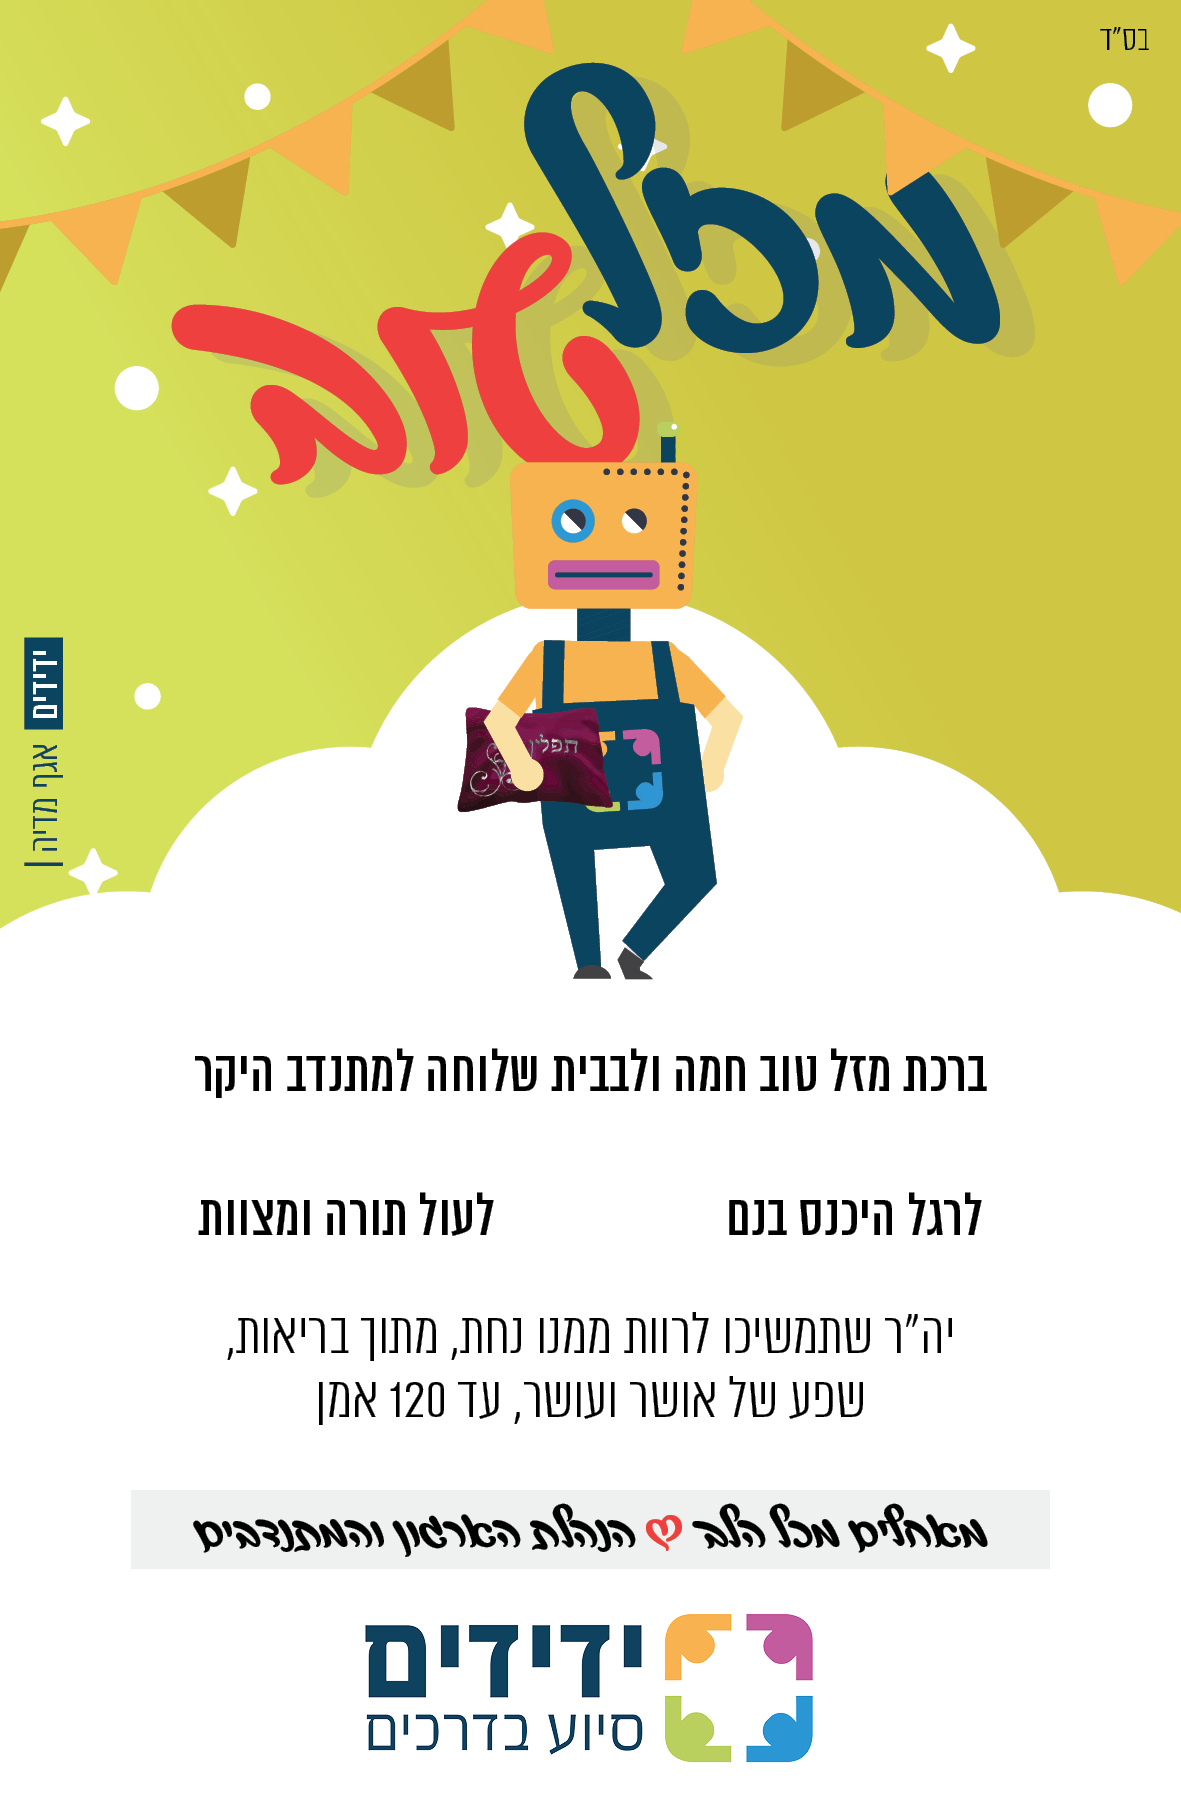 בס"ד
מכל
טוב
תפלין
ידידים
אגף מדיה
ברכת מזל טוב חמה ולבבית שלוחה למתנדב היקר
לרגל היכנס בנם לעול תורה ומצוות
יה"ר שתמשיכו לרוות ממנו נחת, מתוך בריאות,
שפע של אושר ועושר, עד 120 אמן
מאחלים מכל הלב הנהלת הארגון והמתנדבים
ידידים
סיוע בדרכים